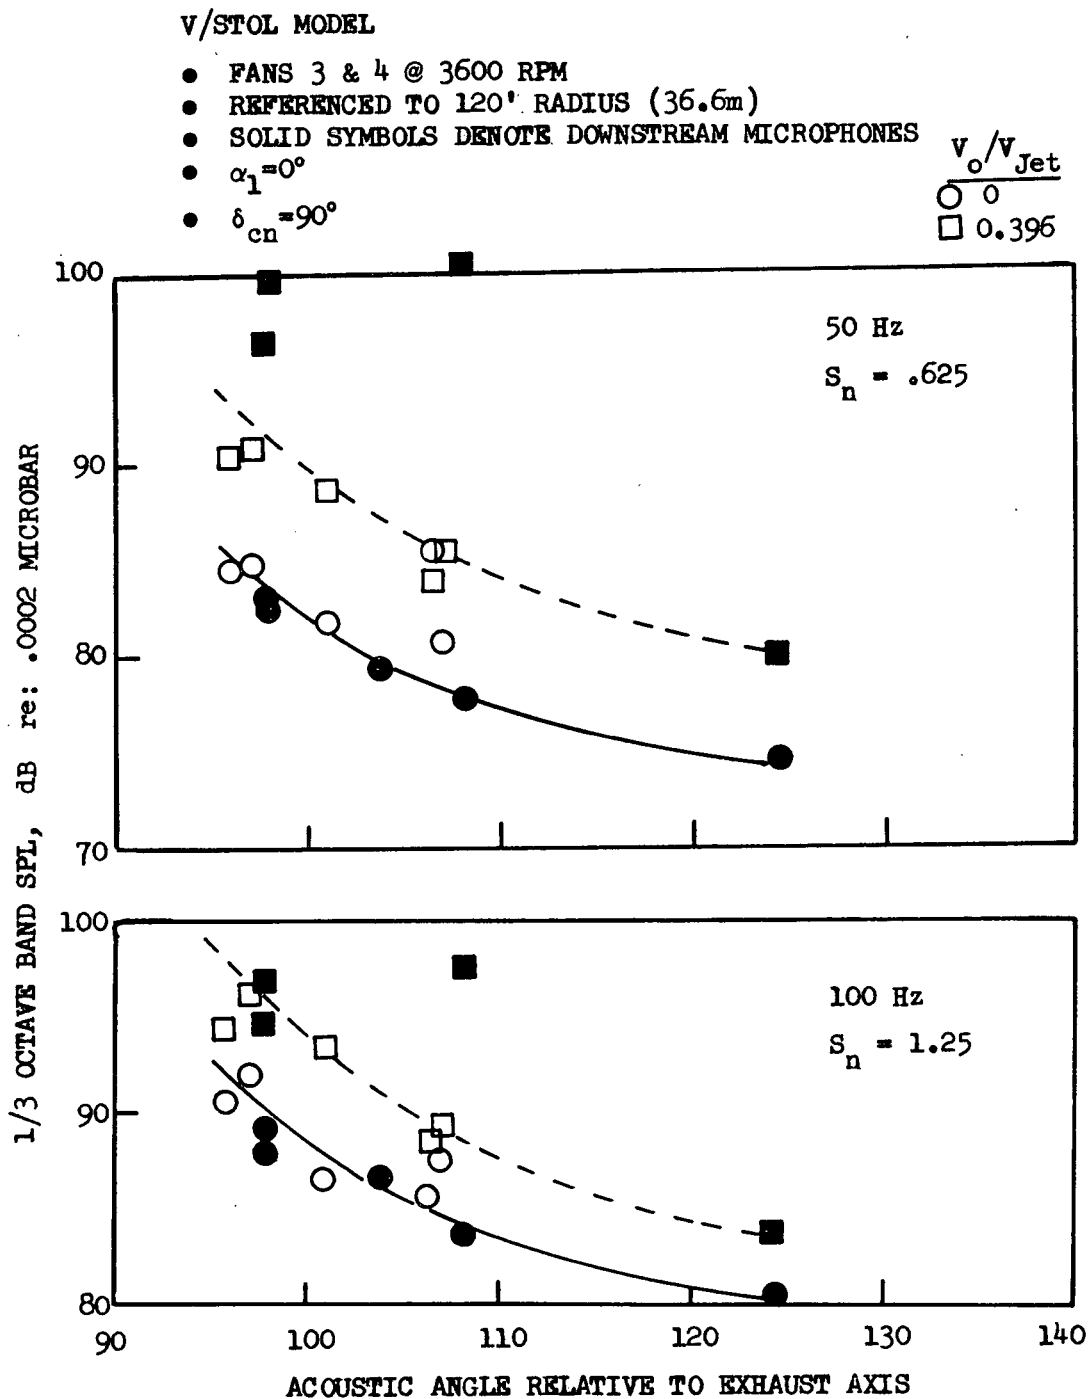 V/STOL MODEL
● FANS 3 & 4 @ 3600 RPM
● REFERENCED TO 120' RADIUS (36.6m)
● SOLID SYMBOLS DENOTE DOWNSTREAM MICROPHONES
● α1=0°
● δcn=90°
Vo/VJet
○ 0
□ 0.396
1/3 OCTAVE BAND SPL, dB re: .0002 MICROBAR
100
90
80
70
50 Hz
Sn = .625
100
90
80
100 Hz
Sn = 1.25
90 100 110 120 130 140
ACOUSTIC ANGLE RELATIVE TO EXHAUST AXIS